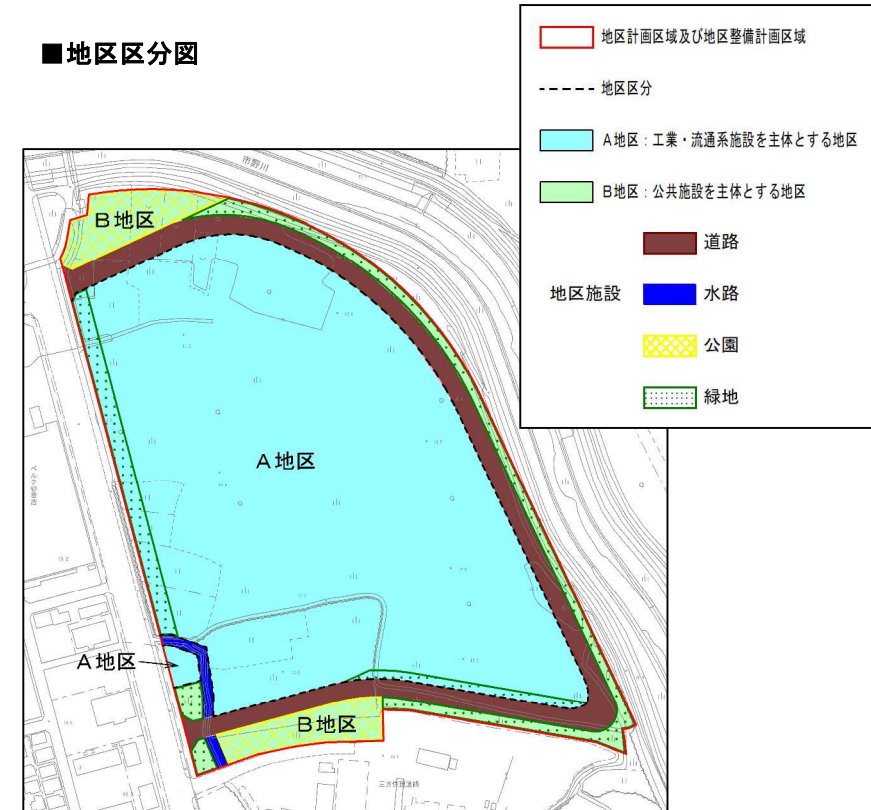 ■地区区分図
地区計画区域及び地区整備計画区域
地区区分
A地区：工業・流通系施設を主体とする地区
B地区：公共施設を主体とする地区
地区施設
道路
水路
公園
緑地
市野川
B地区
A地区
A地区
B地区